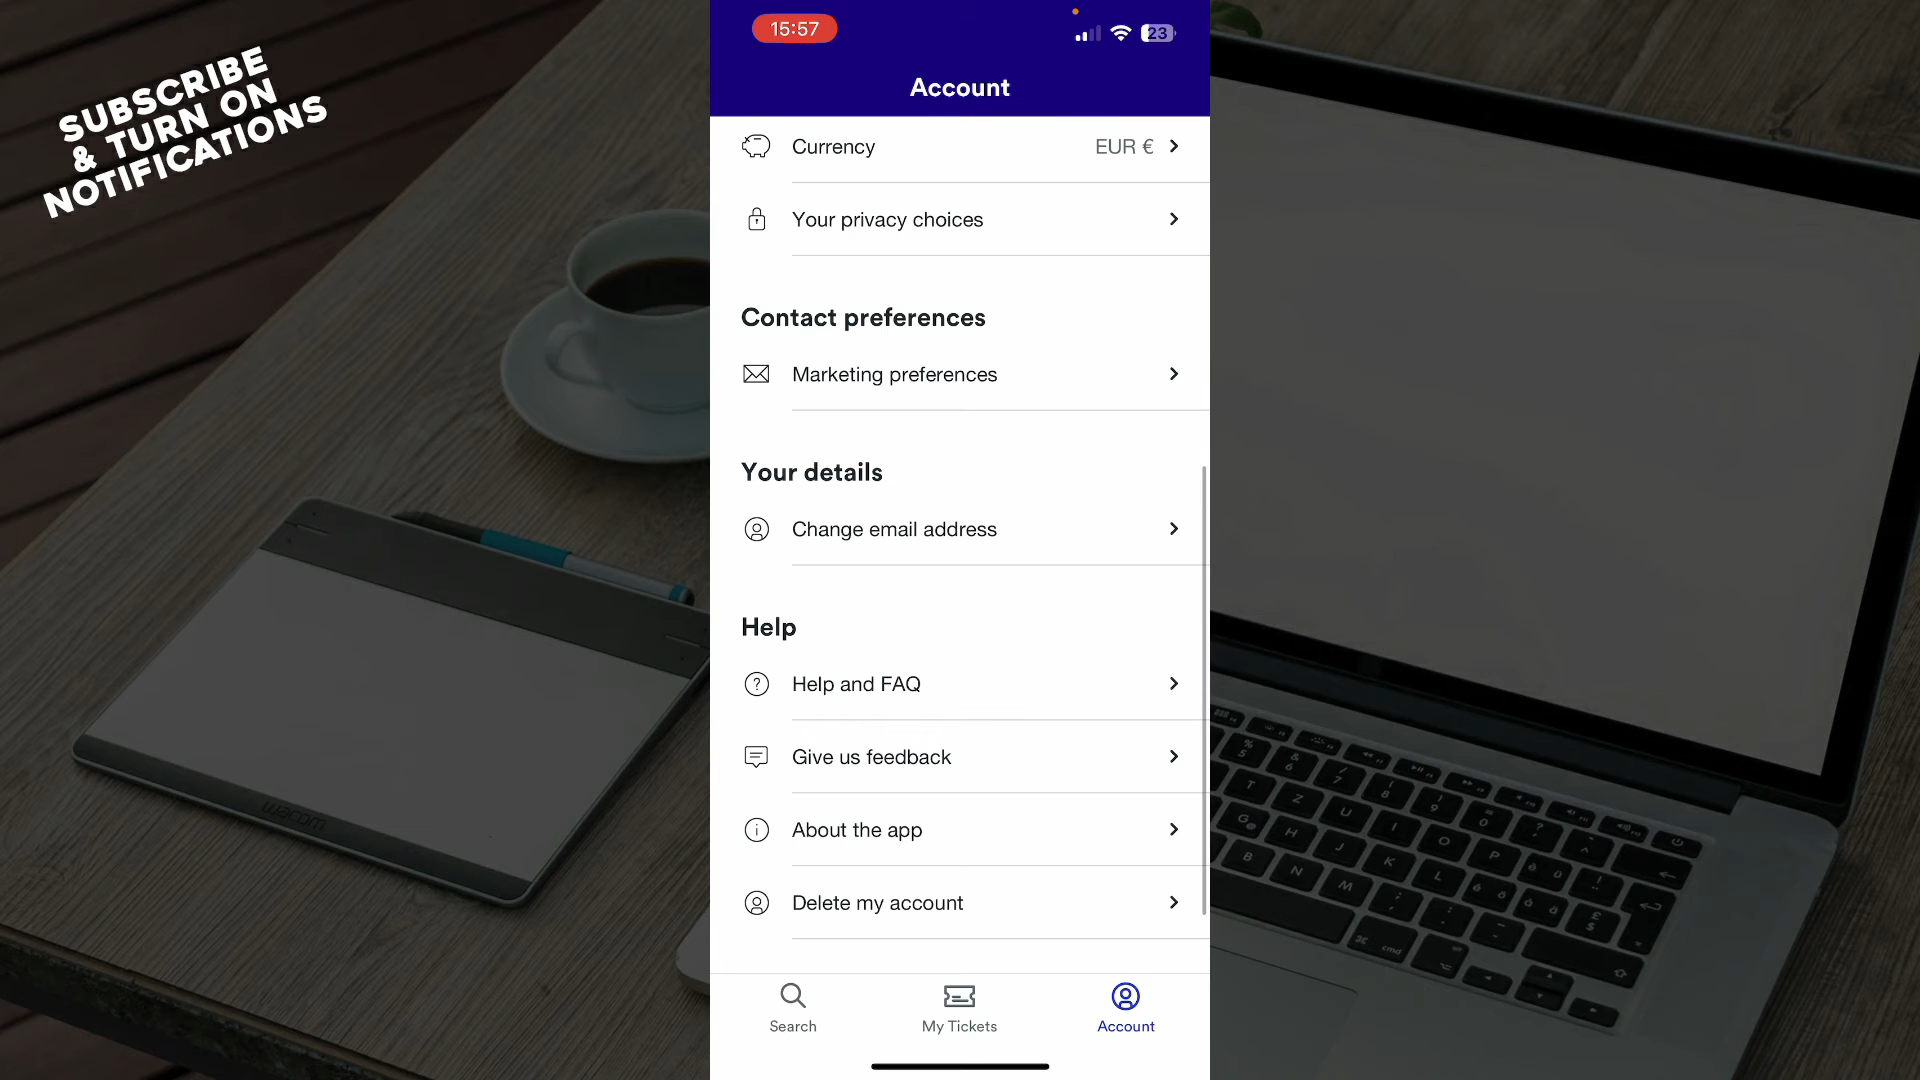 SUBSCRIBE
& TURN ON
NOTIFICATIONS
15:57
23
Account
Currency EUR €
Your privacy choices
Contact preferences
Marketing preferences
Your details
Change email address
Help
Help and FAQ
Give us feedback
About the app
Delete my account
Search
My Tickets
Account
wacom